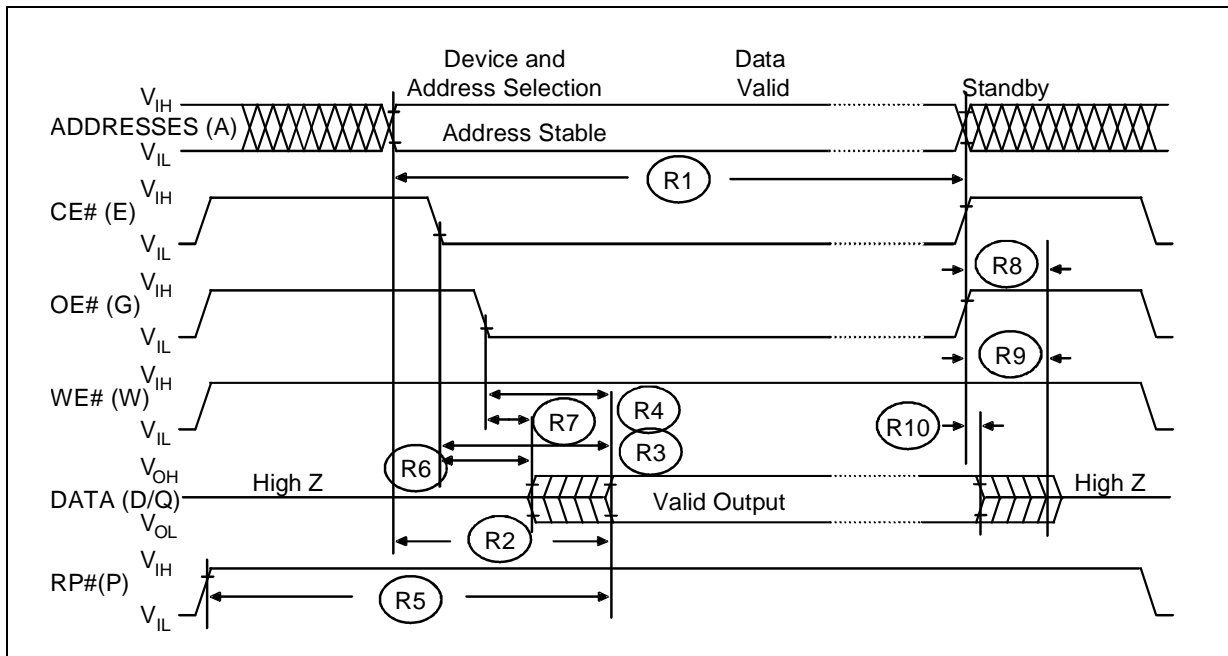 Device and
Address Selection
Data
Valid
Standby
V_IH
ADDRESSES (A)
V_IL
Address Stable
R1
V_IH
CE# (E)
V_IL
R8
V_IH
OE# (G)
V_IL
R9
V_IH
WE# (W)
V_IL
R7
R4
R10
R6
R3
V_OH
DATA (D/Q)
V_OL
High Z
Valid Output
High Z
R2
V_IH
RP#(P)
V_IL
R5